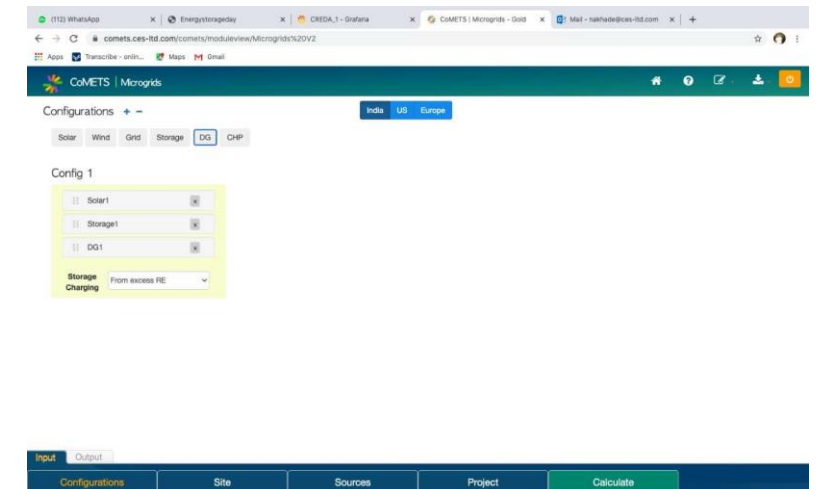 (112) WhatsApp x Energystorageday x CREDA_1 - Grafana x CoMETS | Microgrids - Gold x Mail - nakhade@ces-ltd.com x +
comets.ces-ltd.com/comets/moduleview/Microgrids%20V2
Apps Transcribe - onlin... Maps Gmail
CoMETS | Microgrids
Configurations + − India US Europe
Solar Wind Grid Storage DG CHP
Config 1
Solar1 x
Storage1 x
DG1 x
Storage Charging From excess RE
Input Output
Configurations Site Sources Project Calculate